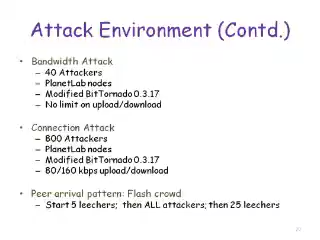 Attack Environment (Contd.)
• Bandwidth Attack
– 40 Attackers
– PlanetLab nodes
– Modified BitTornado 0.3.17
– No limit on upload/download
• Connection Attack
– 800 Attackers
– PlanetLab nodes
– Modified BitTornado 0.3.17
– 80/160 kbps upload/download
• Peer arrival pattern: Flash crowd
– Start 5 leechers; then ALL attackers; then 25 leechers